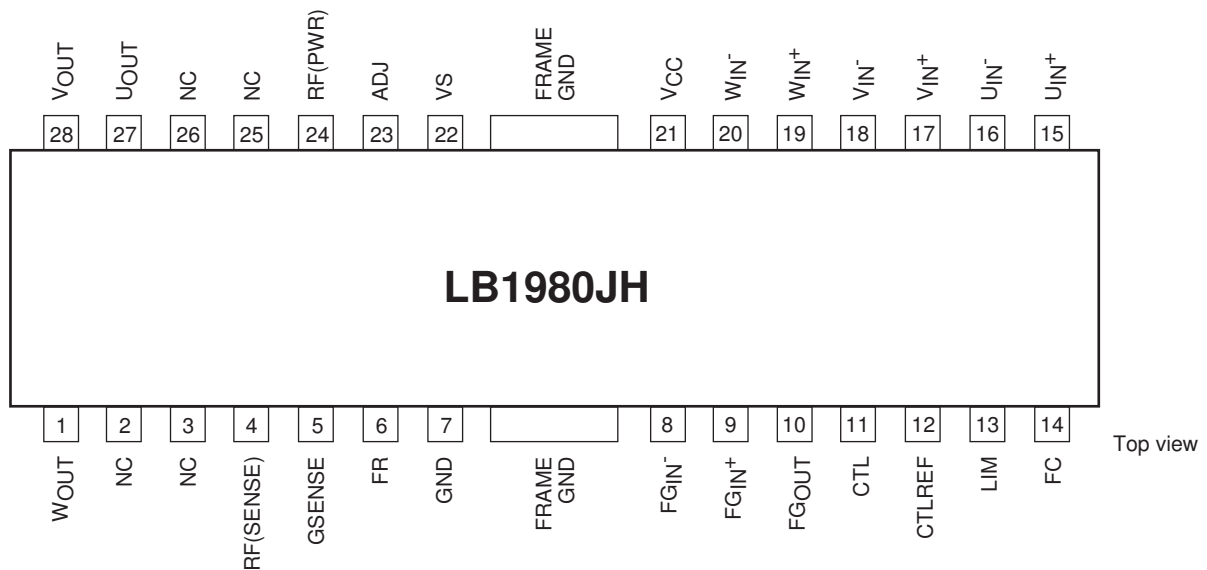 VOUT
UOUT
NC
NC
RF(PWR)
ADJ
VS
FRAME
GND
VCC
WIN-
WIN+
VIN-
VIN+
UIN-
UIN+
28 27 26 25 24 23 22 21 20 19 18 17 16 15
LB1980JH
1 2 3 4 5 6 7 8 9 10 11 12 13 14
Top view
WOUT
NC
NC
RF(SENSE)
GSENSE
FR
GND
FRAME
GND
FGIN-
FGIN+
FGOUT
CTL
CTLREF
LIM
FC